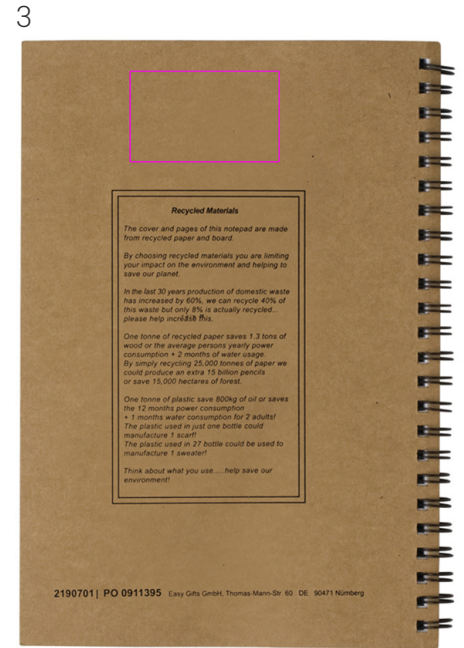 3
Recycled Materials
The cover and pages of this notepad are made
from recycled paper and board.
By choosing recycled materials you are limiting
your impact on the environment and helping to
save our planet.
In the last 30 years production of domestic waste
has increased by 60%, we can recycle 40% of
this waste but only 8% is actually recycled...
please help increase this.
One tonne of recycled paper saves 1.3 tons of
wood or the average persons yearly power
consumption + 2 months of water usage.
By simply recycling 25,000 tonnes of paper we
could produce an extra 15 billion pencils
or save 15,000 hectares of forest.
One tonne of plastic save 800kg of oil or saves
the 12 months power consumption
+ 1 months water consumption for 2 adults!
The plastic used in just one bottle could
manufacture 1 scarf!
The plastic used in 27 bottle could be used to
manufacture 1 sweater!
Think about what you use.....help save our
environment!
2190701| PO 0911395 Easy Gifts GmbH, Thomas-Mann-Str. 60 DE 90471 Nürnberg